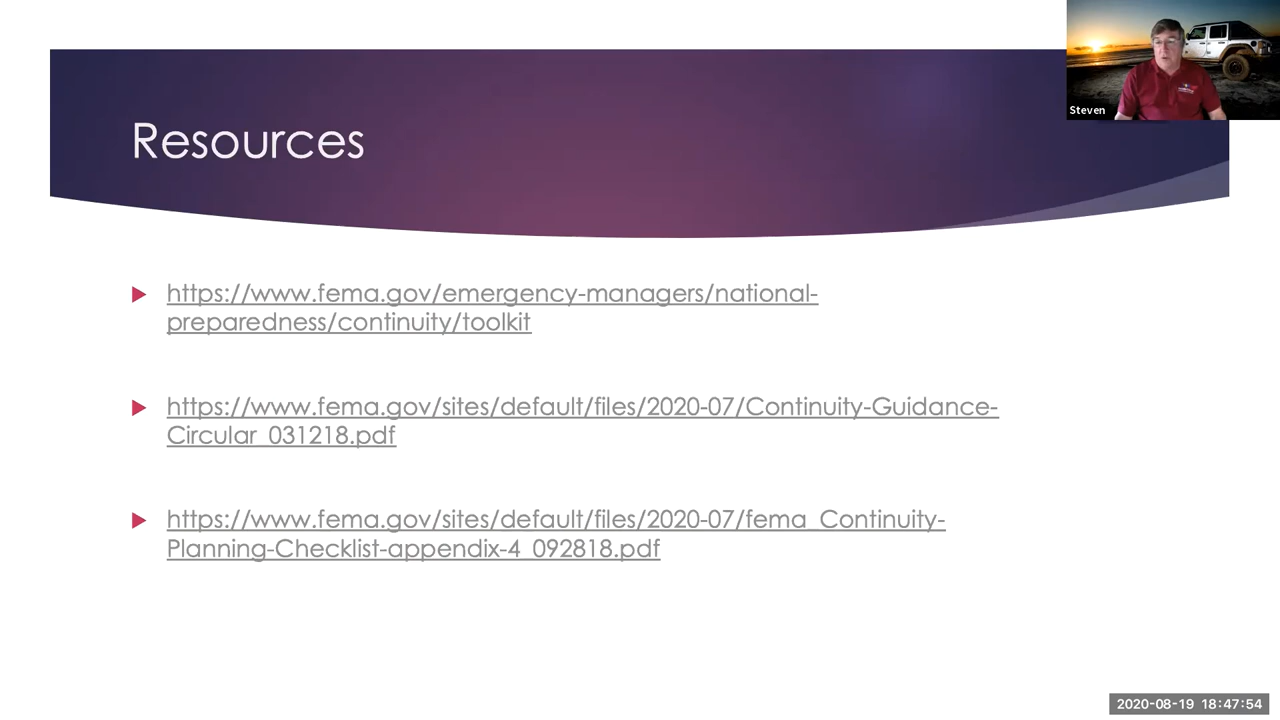 Steven
Resources
https://www.fema.gov/emergency-managers/national-
preparedness/continuity/toolkit
https://www.fema.gov/sites/default/files/2020-07/Continuity-Guidance-
Circular_031218.pdf
https://www.fema.gov/sites/default/files/2020-07/fema_Continuity-
Planning-Checklist-appendix-4_092818.pdf
2020-08-19 18:47:54